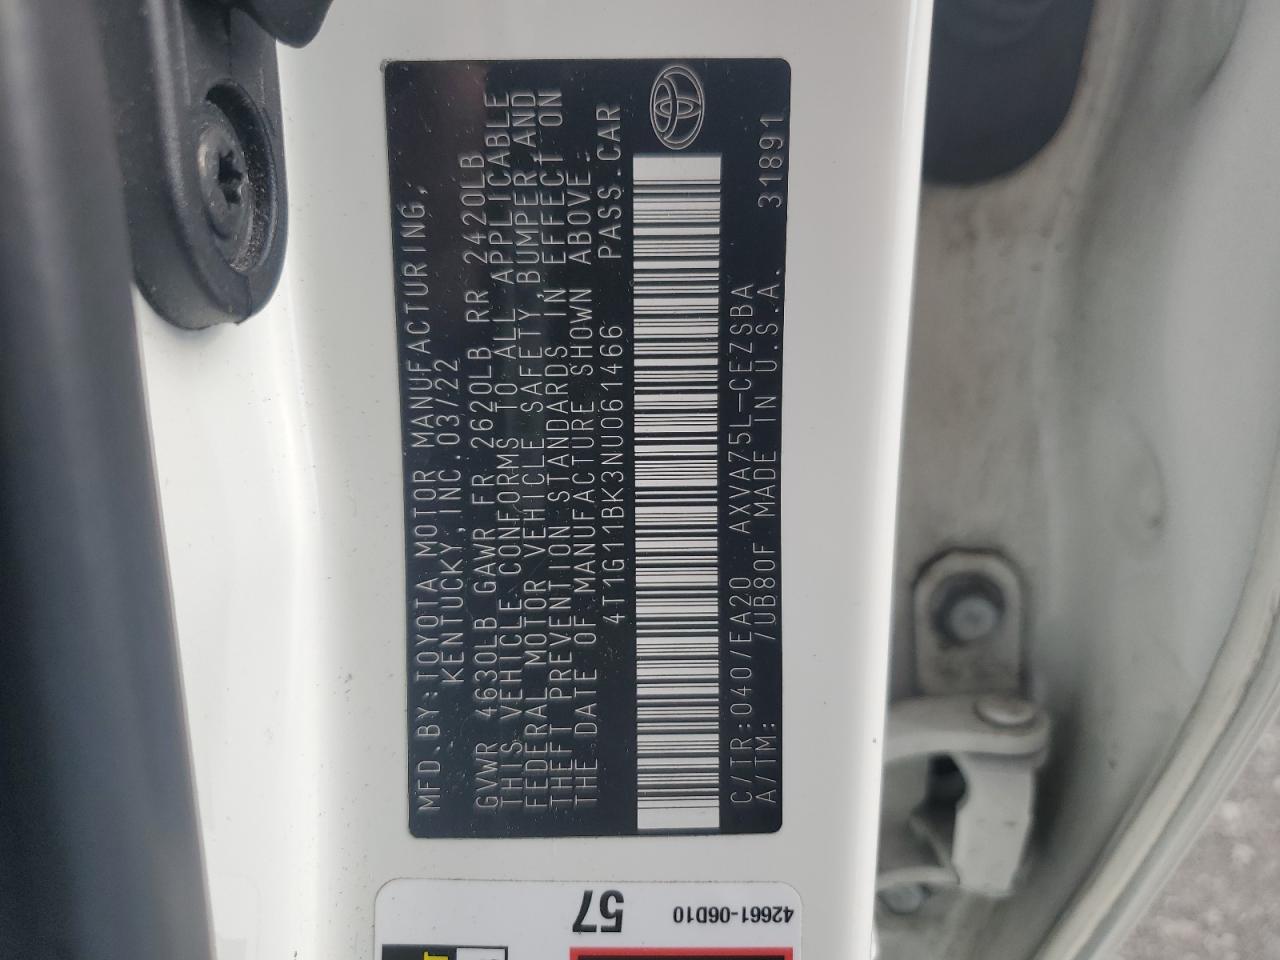 MFD.BY:TOYOTA MOTOR MANUFACTURING,
KENTUCKY,INC.03/22
GVWR 4630LB GAWR FR 2620LB RR 2420LB
THIS VEHICLE CONFORMS TO ALL APPLICABLE
FEDERAL MOTOR VEHICLE SAFETY,BUMPER,AND
THEFT PREVENTION STANDARDS IN EFFECT ON
THE DATE OF MANUFACTURE SHOWN ABOVE.
4T1G11BK3NU061466 PASS.CAR
C/TR:040/EA20 AXVA75L-CEZSBA 31891
A/TM: /UB80F MADE IN U.S.A.
57
42661-06D10